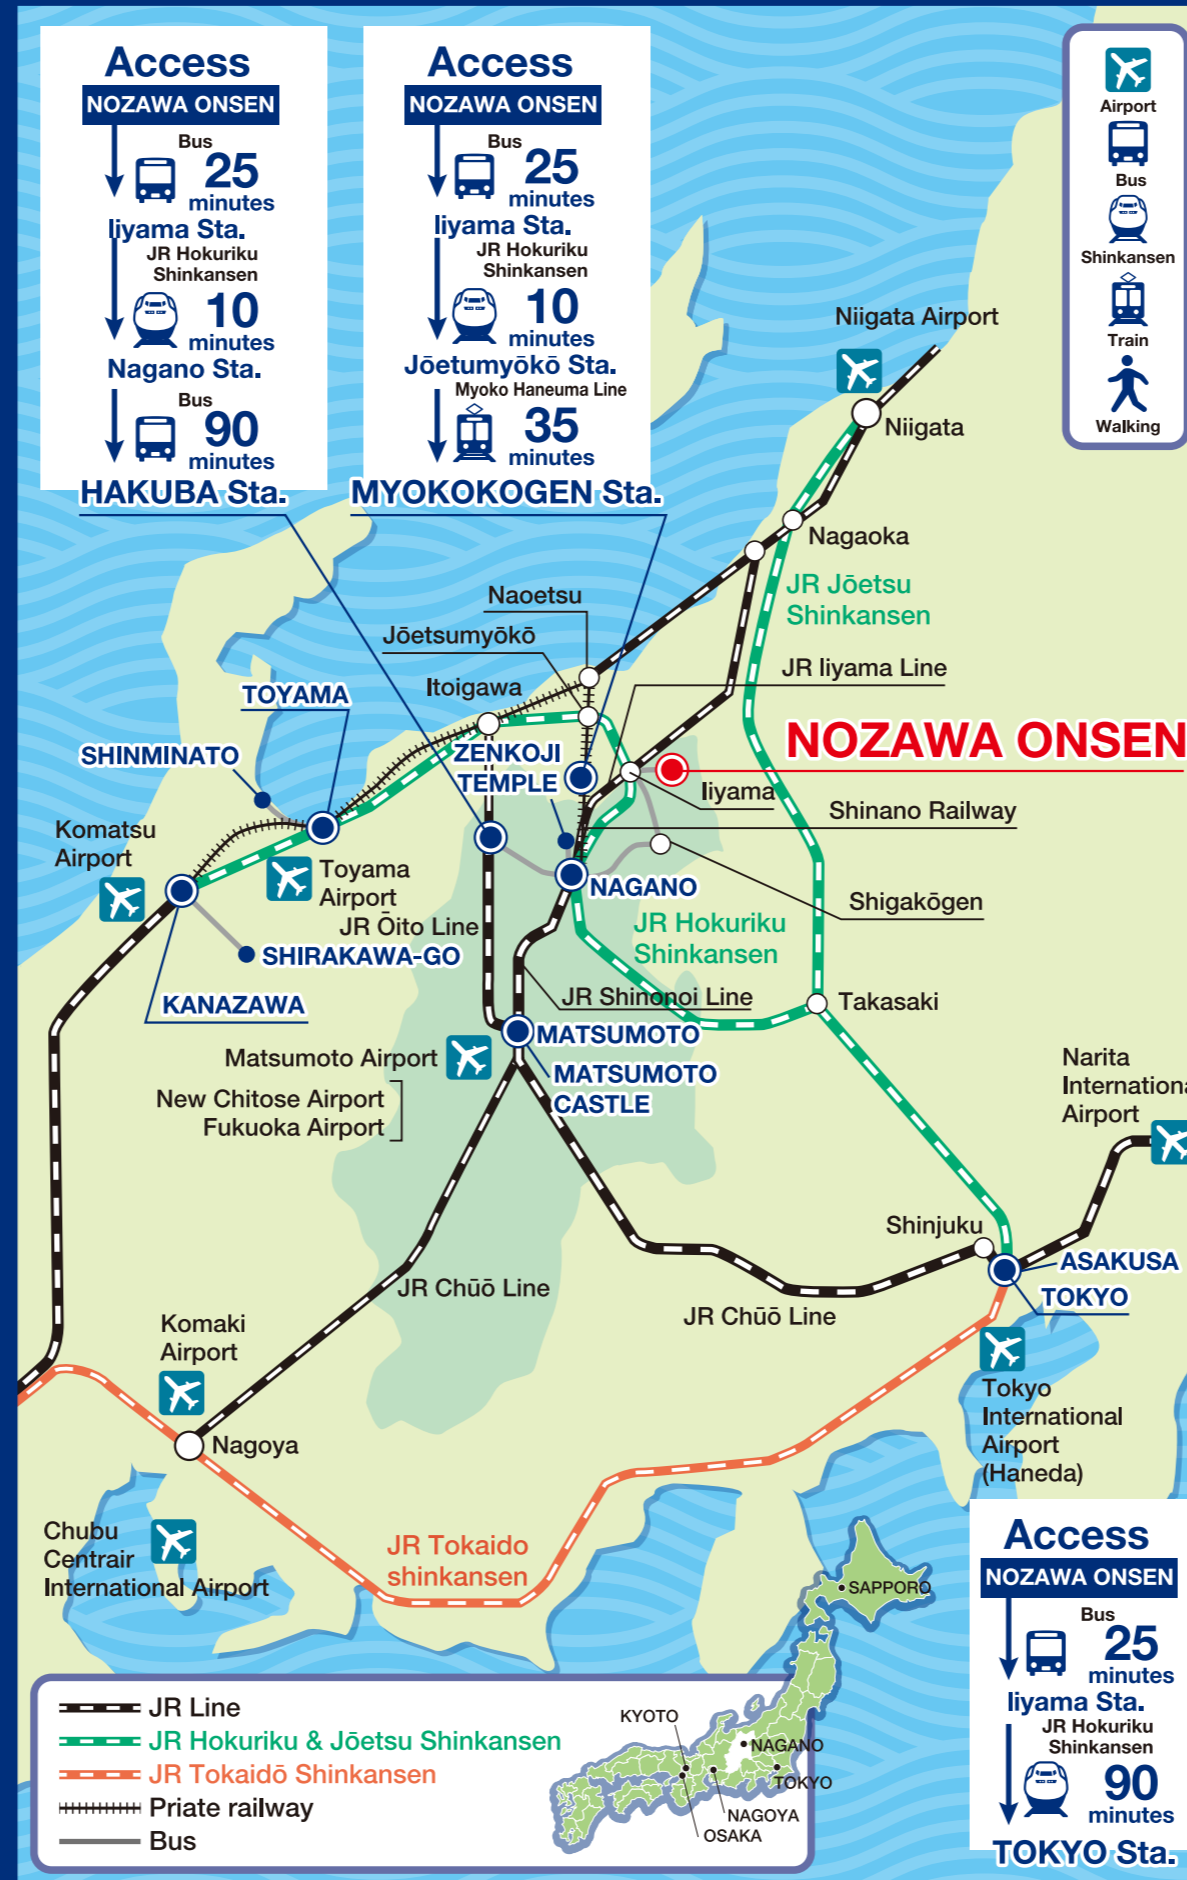 Access
NOZAWA ONSEN
Bus
25
minutes
Iiyama Sta.
JR Hokuriku
Shinkansen
10
minutes
Nagano Sta.
Bus
90
minutes
HAKUBA Sta.
Access
NOZAWA ONSEN
Bus
25
minutes
Iiyama Sta.
JR Hokuriku
Shinkansen
10
minutes
Jōetumyōkō Sta.
Myoko Haneuma Line
35
minutes
MYOKOKOGEN Sta.
Airport
Bus
Shinkansen
Train
Walking
Niigata Airport
Niigata
Nagaoka
JR Jōetsu
Shinkansen
Naoetsu
Jōetsumyōkō
Itoigawa
JR Iiyama Line
TOYAMA
SHINMINATO
ZENKOJI
TEMPLE
NOZAWA ONSEN
Iiyama
Shinano Railway
Komatsu
Airport
Toyama
Airport
NAGANO
Shigakōgen
JR Ōito Line
JR Hokuriku
Shinkansen
SHIRAKAWA-GO
KANAZAWA
JR Shinonoi Line
Takasaki
MATSUMOTO
Matsumoto Airport
MATSUMOTO
CASTLE
New Chitose Airport
Fukuoka Airport
Narita
Internationa
Airport
Shinjuku
ASAKUSA
TOKYO
JR Chūō Line
JR Chūō Line
Komaki
Airport
Nagoya
Tokyo
International
Airport
(Haneda)
Chubu
Centrair
International Airport
JR Tokaido
shinkansen
Access
NOZAWA ONSEN
Bus
25
minutes
Iiyama Sta.
JR Hokuriku
Shinkansen
90
minutes
TOKYO Sta.
JR Line
JR Hokuriku & Jōetsu Shinkansen
JR Tokaidō Shinkansen
Priate railway
Bus
SAPPORO
KYOTO
NAGANO
TOKYO
NAGOYA
OSAKA